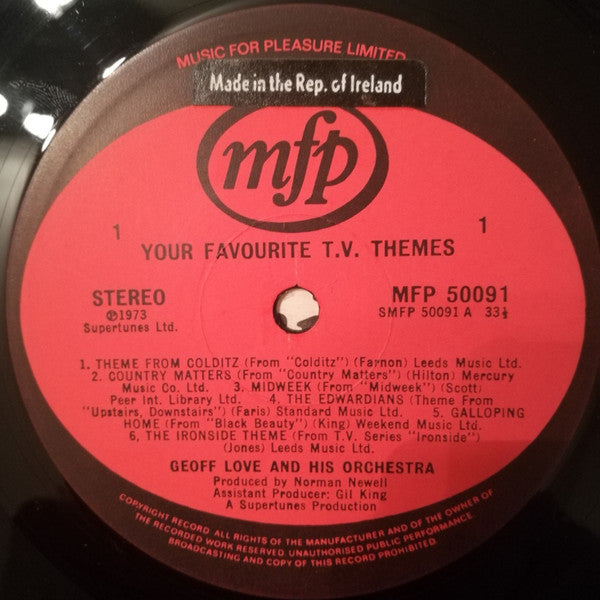 MUSIC FOR PLEASURE LIMITED
Made in the Rep. of Ireland
mfp
1 1
YOUR FAVOURITE T.V. THEMES
STEREO MFP 50091
℗1973 SMFP 50091 A 33⅓
Supertunes Ltd.
1. THEME FROM COLDITZ (From "Colditz") (Farnon) Leeds Music Ltd.
2. COUNTRY MATTERS (From "Country Matters") (Hilton) Mercury
Music Co. Ltd. 3. MIDWEEK (From "Midweek") (Scott)
Peer Int. Library Ltd. 4. THE EDWARDIANS (Theme From
"Upstairs, Downstairs") (Faris) Standard Music Ltd. 5. GALLOPING
HOME (From "Black Beauty") (King) Weekend Music Ltd.
6. THE IRONSIDE THEME (From T.V. Series "Ironside")
(Jones) Leeds Music Ltd.
GEOFF LOVE AND HIS ORCHESTRA
Produced by Norman Newell
Assistant Producer: Gil King
A Supertunes Production
COPYRIGHT RECORD. ALL RIGHTS OF THE MANUFACTURER AND OF THE OWNER OF
THE RECORDED WORK RESERVED. UNAUTHORISED PUBLIC PERFORMANCE,
BROADCASTING AND COPY OF THIS RECORD PROHIBITED.